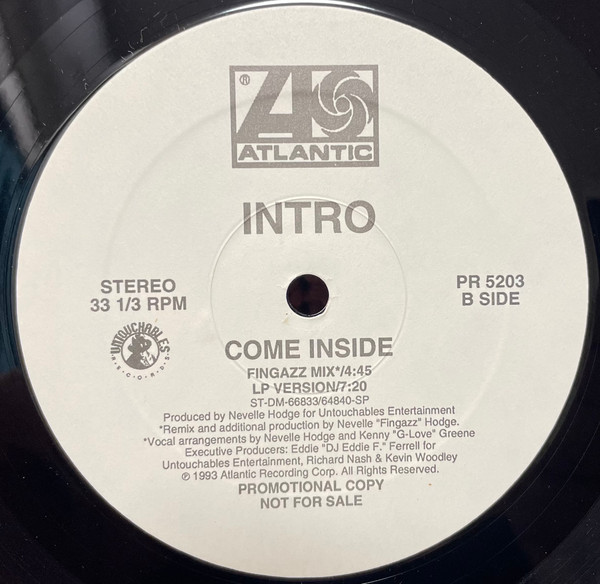 ®
ATLANTIC
INTRO
STEREO
33 1/3 RPM
PR 5203
B SIDE
UNTOUCHABLES
RECORDS
COME INSIDE
FINGAZZ MIX*/4:45
LP VERSION/7:20
ST-DM-66833/64840-SP
Produced by Nevelle Hodge for Untouchables Entertainment
*Remix and additional production by Nevelle "Fingazz" Hodge.
*Vocal arrangements by Nevelle Hodge and Kenny "G-Love" Greene
Executive Producers: Eddie "DJ Eddie F." Ferrell for
Untouchables Entertainment, Richard Nash & Kevin Woodley
℗ 1993 Atlantic Recording Corp. All Rights Reserved.
PROMOTIONAL COPY
NOT FOR SALE